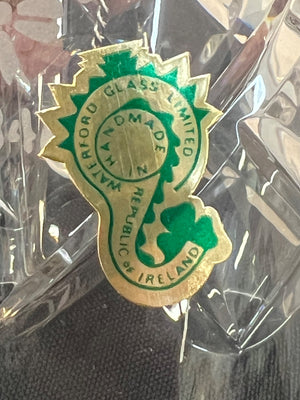 WATERFORD GLASS LIMITED
HANDMADE IN REPUBLIC OF IRELAND